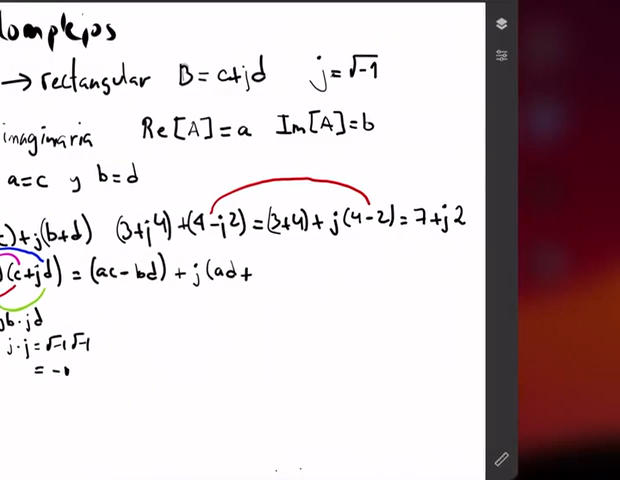 Complejos
→ rectangular B = c+jd j = √-1
imaginaria Re[A] = a Im[A] = b
a=c y b=d
c)+j(b+d) (3+j4)+(4-j2) = (3+4) + j(4-2) = 7+j2
)(c+jd) = (ac-bd) + j(ad+
jb·jd
j·j = √-1 √-1
= -1